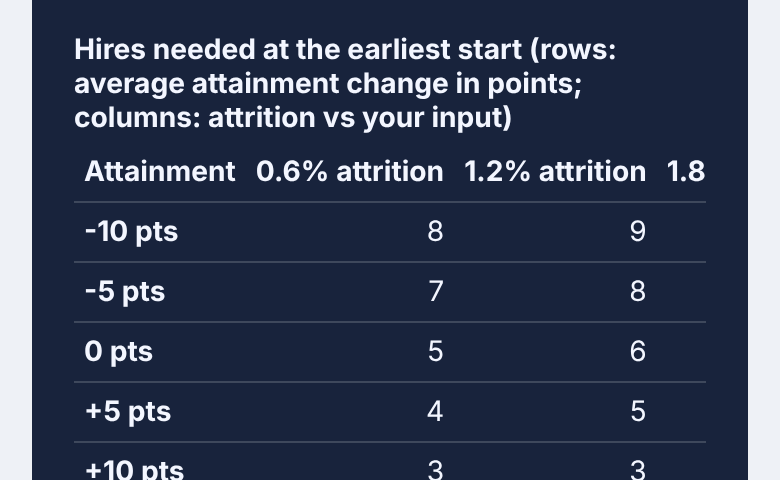 Hires needed at the earliest start (rows:
average attainment change in points;
columns: attrition vs your input)
Attainment 0.6% attrition 1.2% attrition 1.8
-10 pts 8 9
-5 pts 7 8
0 pts 5 6
+5 pts 4 5
+10 pts 3 3